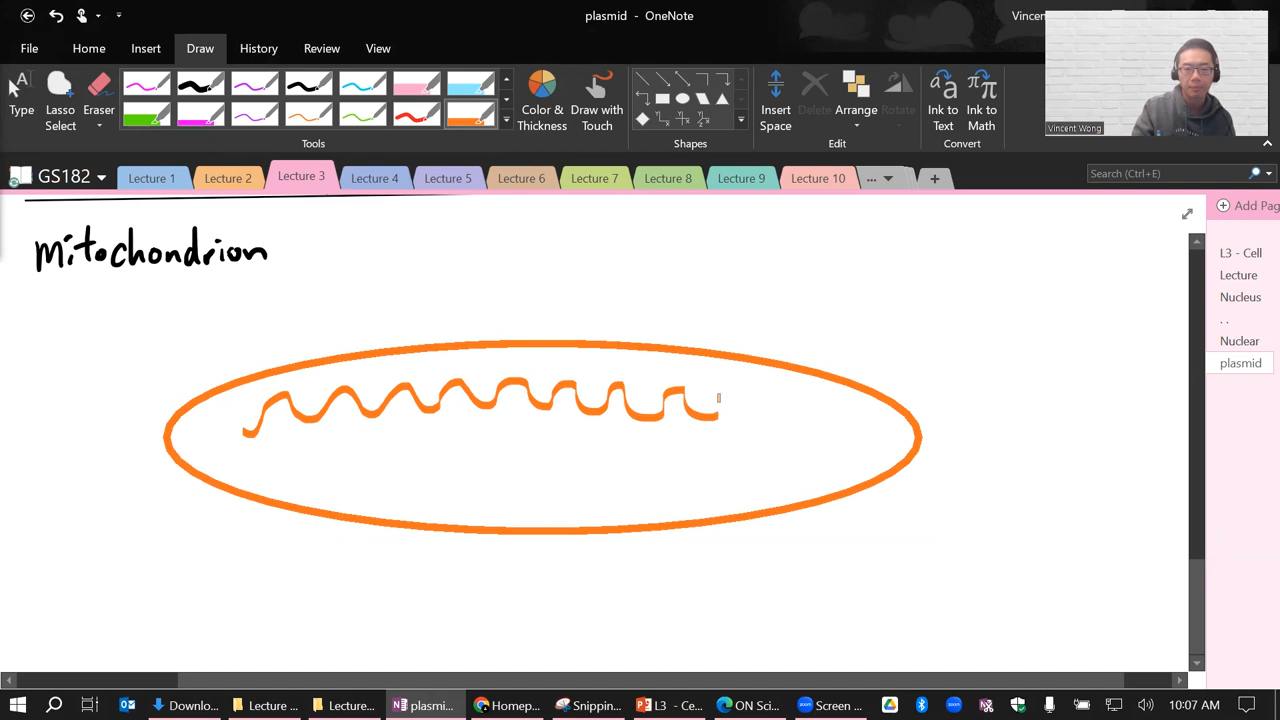 plasmid - OneNote
Vincen
File Home Insert Draw History Review View
Type
Lasso Select
Eraser
Color &
Draw with Touch
Insert Space
Delete
Arrange
Rotate
Ink to Text
Ink to Math
Tools
Shapes
Edit
Convert
Vincent Wong
GS182
Lecture 1 Lecture 2 Lecture 3 Lecture 4 Lecture 5 Lecture 6 Lecture 7 Lecture 8 Lecture 9 Lecture 10 ...
Search (Ctrl+E)
Add Pag
mitochondrion
L3 - Cell
Lecture
Nucleus
. .
Nuclear
plasmid
Downlo... Lecture ... Lecture... plasmi... Homep... Snippin... L3 - Ce... ON Sci... Screen ... 10:07 AM